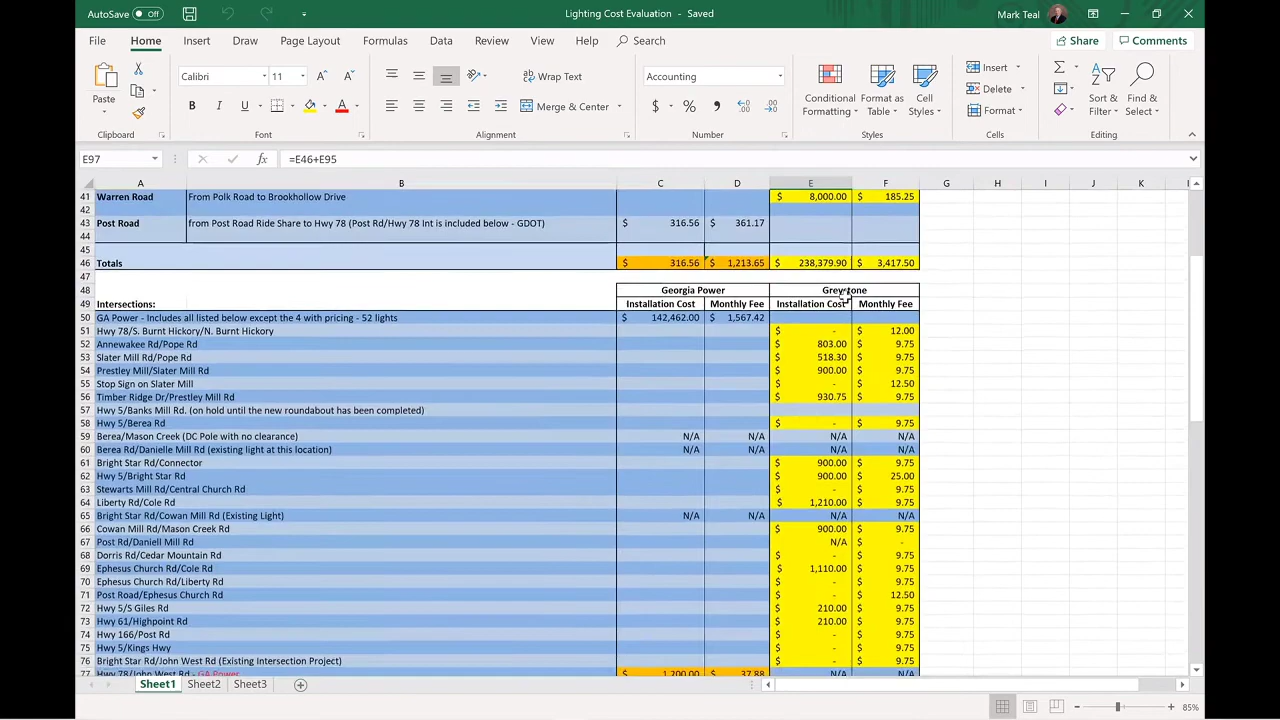 AutoSave Off Lighting Cost Evaluation - Saved Mark Teal
File Home Insert Draw Page Layout Formulas Data Review View Help Search Share Comments
Paste Calibri 11 Wrap Text Merge & Center Accounting Conditional Formatting Format as Table Cell Styles Insert Delete Format Sort & Filter Find & Select
Clipboard Font Alignment Number Styles Cells Editing
E97 =E46+E95
A B C D E F G H I J K L
41 Warren Road From Polk Road to Brookhollow Drive $ 8,000.00 $ 185.25
42
43 Post Road from Post Road Ride Share to Hwy 78 (Post Rd/Hwy 78 Int is included below - GDOT) $ 316.56 $ 361.17
44
45
46 Totals $ 316.56 $ 1,213.65 $ 238,379.90 $ 3,417.50
47
48 Georgia Power Greystone
49 Intersections: Installation Cost Monthly Fee Installation Cost Monthly Fee
50 GA Power - Includes all listed below except the 4 with pricing - 52 lights $ 142,462.00 $ 1,567.42
51 Hwy 78/S. Burnt Hickory/N. Burnt Hickory $ - $ 12.00
52 Annewakee Rd/Pope Rd $ 803.00 $ 9.75
53 Slater Mill Rd/Pope Rd $ 518.30 $ 9.75
54 Prestley Mill/Slater Mill Rd $ 900.00 $ 9.75
55 Stop Sign on Slater Mill $ - $ 12.50
56 Timber Ridge Dr/Prestley Mill Rd $ 930.75 $ 9.75
57 Hwy 5/Banks Mill Rd. (on hold until the new roundabout has been completed)
58 Hwy 5/Berea Rd $ - $ 9.75
59 Berea/Mason Creek (DC Pole with no clearance) N/A N/A N/A N/A
60 Berea Rd/Danielle Mill Rd (existing light at this location) N/A N/A N/A N/A
61 Bright Star Rd/Connector $ 900.00 $ 9.75
62 Hwy 5/Bright Star Rd $ 900.00 $ 25.00
63 Stewarts Mill Rd/Central Church Rd $ - $ 9.75
64 Liberty Rd/Cole Rd $ 1,210.00 $ 9.75
65 Bright Star Rd/Cowan Mill Rd (Existing Light) N/A N/A N/A N/A
66 Cowan Mill Rd/Mason Creek Rd $ 900.00 $ 9.75
67 Post Rd/Daniell Mill Rd N/A $ -
68 Dorris Rd/Cedar Mountain Rd $ - $ 9.75
69 Ephesus Church Rd/Cole Rd $ 1,110.00 $ 9.75
70 Ephesus Church Rd/Liberty Rd $ - $ 9.75
71 Post Road/Ephesus Church Rd $ - $ 12.50
72 Hwy 5/S Giles Rd $ 210.00 $ 9.75
73 Hwy 61/Highpoint Rd $ 210.00 $ 9.75
74 Hwy 166/Post Rd $ - $ 9.75
75 Hwy 5/Kings Hwy $ - $ 9.75
76 Bright Star Rd/John West Rd (Existing Intersection Project) $ - $ 9.75
77 Hwy 78/John West Rd - GA Power $ 1,200.00 $ 37.88 N/A N/A
Sheet1 Sheet2 Sheet3
85%